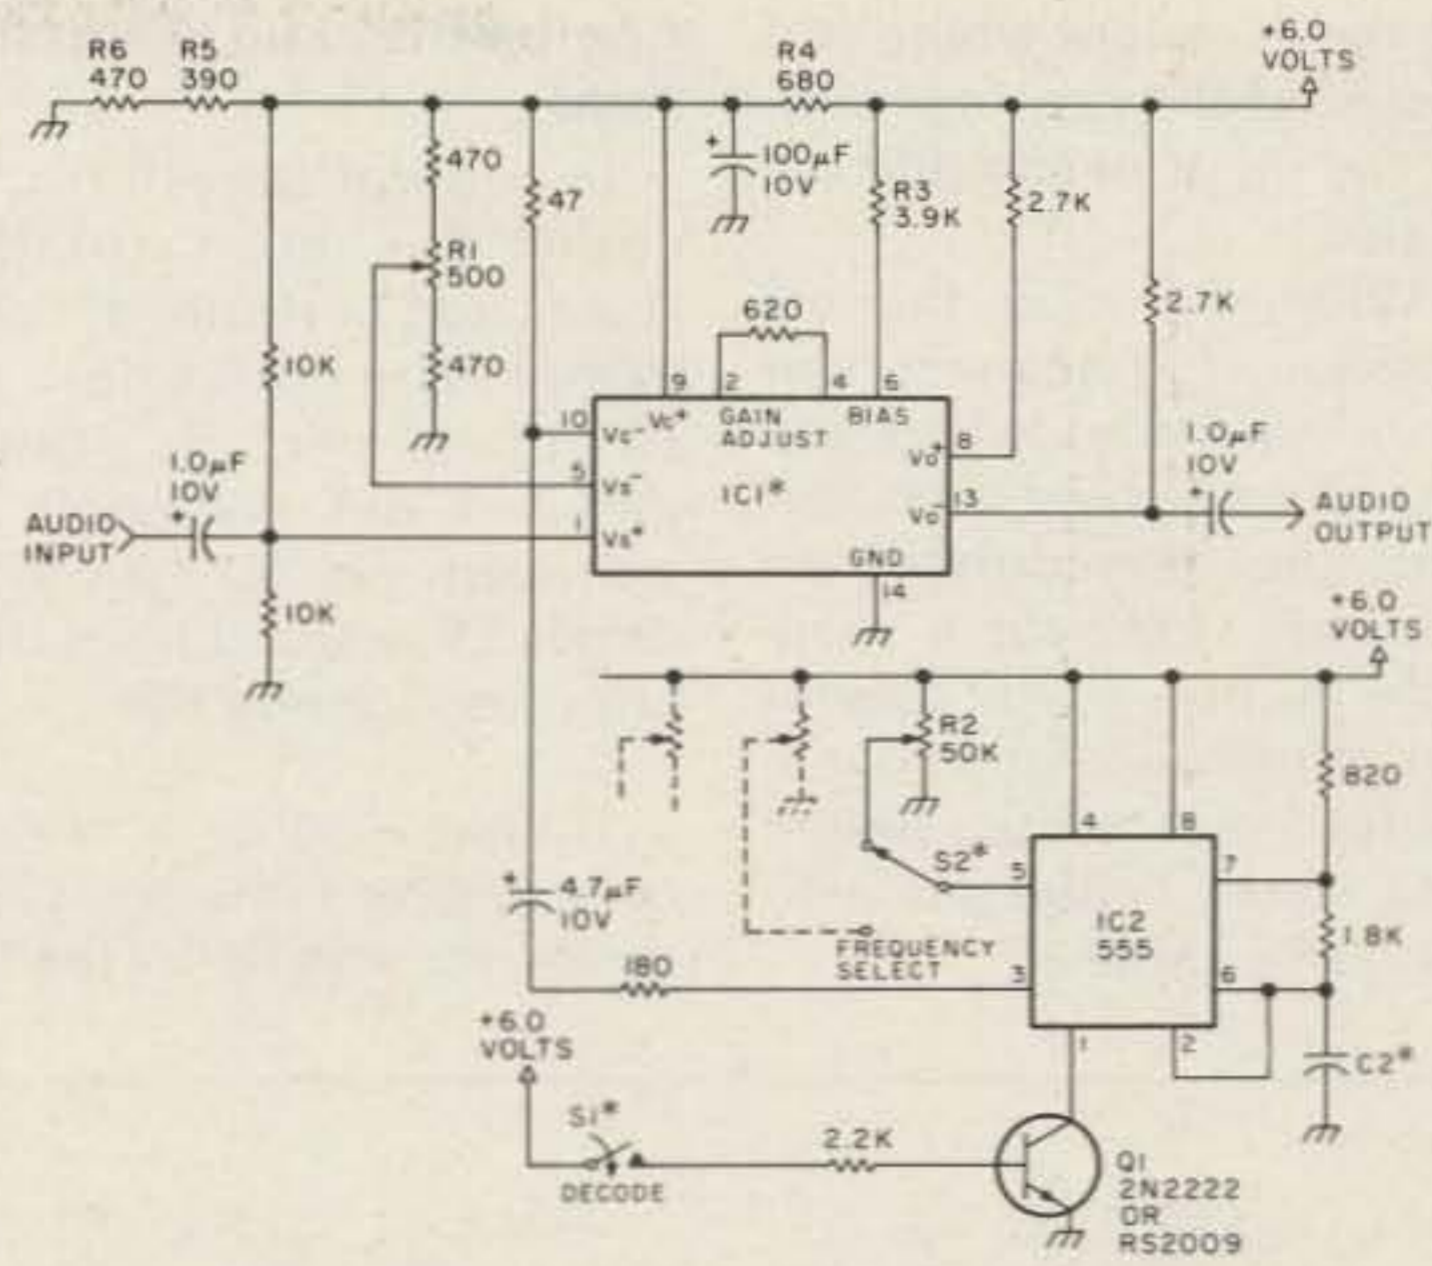 R6
470
R5
390
R4
680
+6.0
VOLTS
470
47
100µF
10V
R3
3.9K
2.7K
R1
500
2.7K
620
10K
470
9
2
4
6
10
Vc-
Vc+
GAIN
ADJUST
BIAS
8
Vo+
1.0µF
10V
5
Vs-
IC1*
1.0µF
10V
13
Vo-
AUDIO
INPUT
1
Vs+
AUDIO
OUTPUT
GND
14
10K
+6.0
VOLTS
R2
50K
820
4
8
S2*
5
7
4.7µF
10V
IC2
555
1.8K
FREQUENCY
SELECT
180
3
6
+6.0
VOLTS
1
2
C2*
S1*
DECODE
2.2K
Q1
2N2222
OR
RS2009